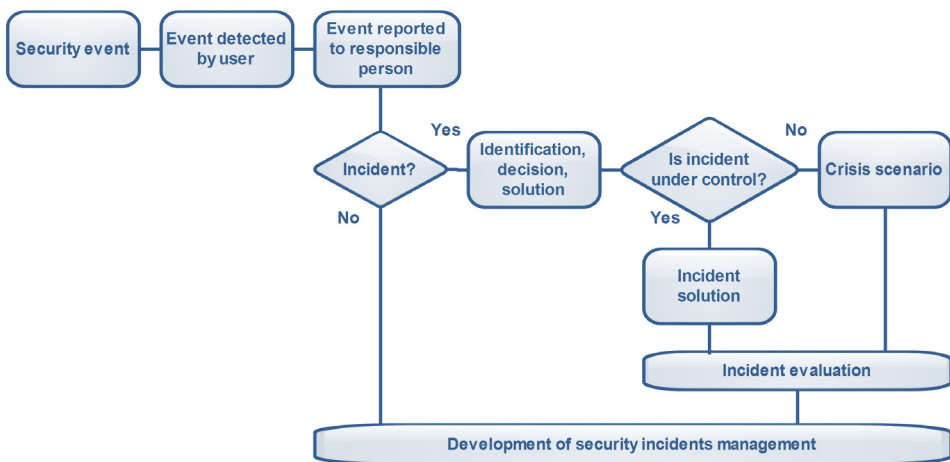 Security event
Event detected
by user
Event reported
to responsible
person
Incident?
Yes
No
Identification,
decision,
solution
Is incident
under control?
No
Yes
Crisis scenario
Incident
solution
Incident evaluation
Development of security incidents management